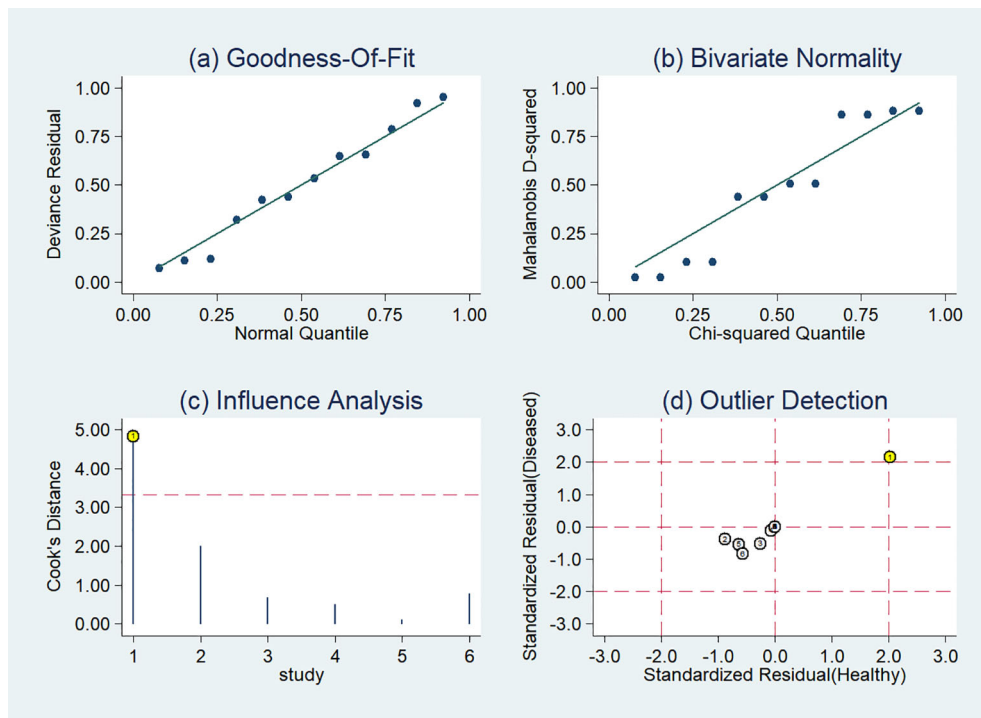 (a) Goodness-Of-Fit
Deviance Residual
1.00
0.75
0.50
0.25
0.00
0.00 0.25 0.50 0.75 1.00
Normal Quantile
(b) Bivariate Normality
Mahalanobis D-squared
1.00
0.75
0.50
0.25
0.00
0.00 0.25 0.50 0.75 1.00
Chi-squared Quantile
(c) Influence Analysis
Cook's Distance
5.00
4.00
3.00
2.00
1.00
0.00
1
1 2 3 4 5 6
study
(d) Outlier Detection
Standardized Residual(Diseased)
3.0
2.0
1.0
0.0
-1.0
-2.0
-3.0
1
2 5 3
6
-3.0 -2.0 -1.0 0.0 1.0 2.0 3.0
Standardized Residual(Healthy)